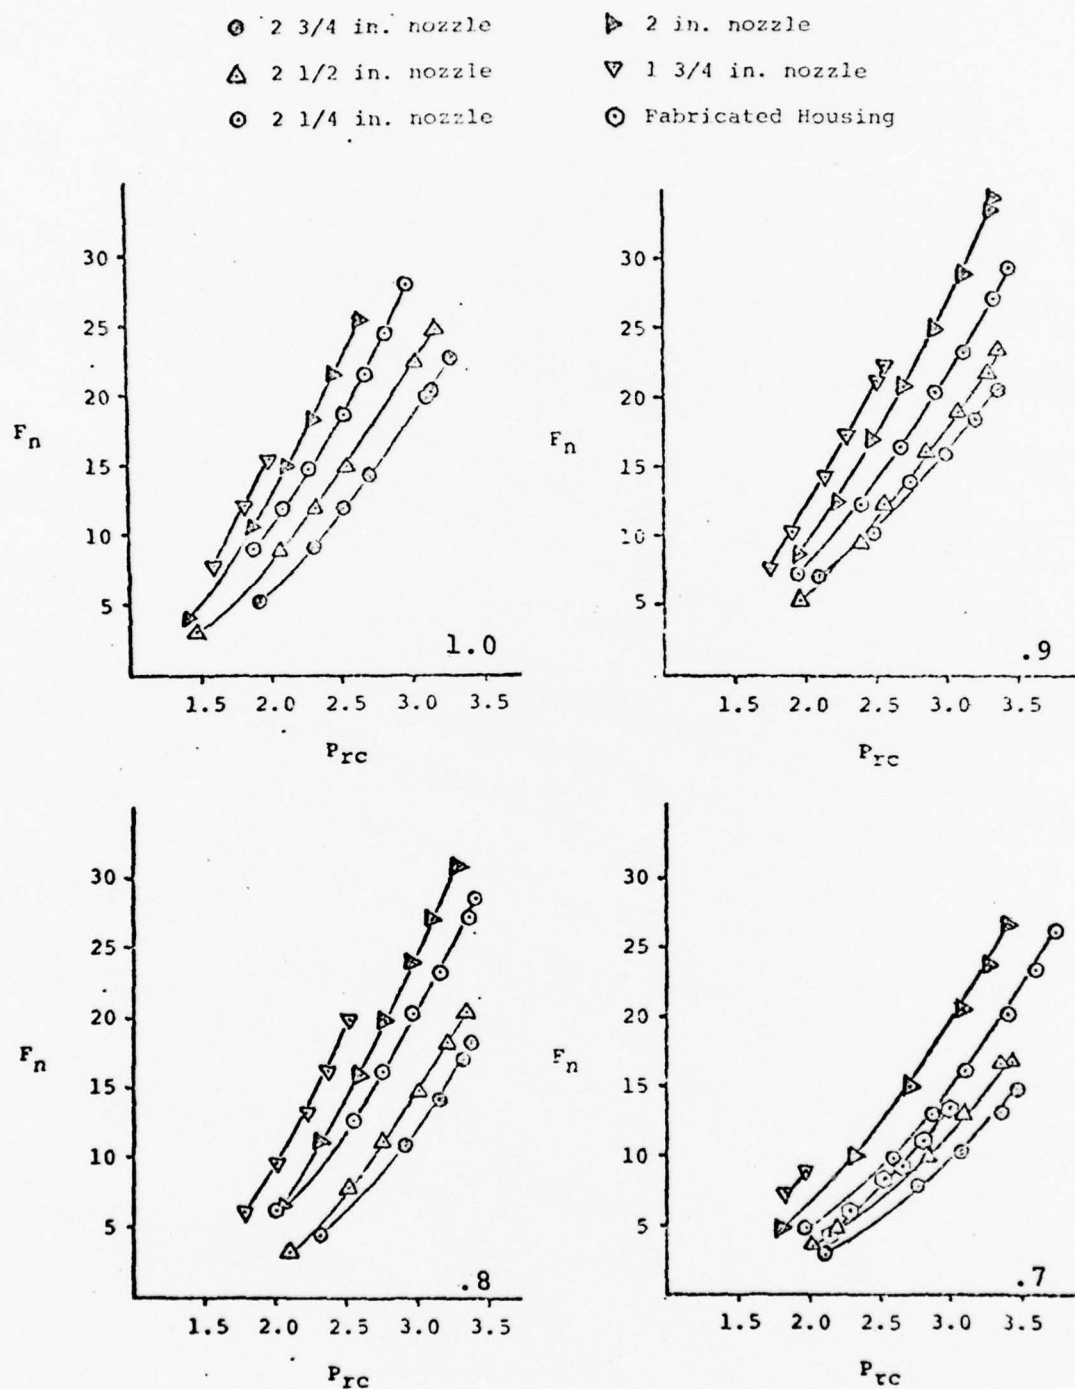 2 3/4 in. nozzle
2 in. nozzle
2 1/2 in. nozzle
1 3/4 in. nozzle
2 1/4 in. nozzle
Fabricated Housing
30
25
20
15
10
5
Fn
1.0
1.5 2.0 2.5 3.0 3.5
Prc
30
25
20
15
10
5
Fn
.9
1.5 2.0 2.5 3.0 3.5
Prc
30
25
20
15
10
5
Fn
.8
1.5 2.0 2.5 3.0 3.5
Prc
30
25
20
15
10
5
Fn
.7
1.5 2.0 2.5 3.0 3.5
Prc